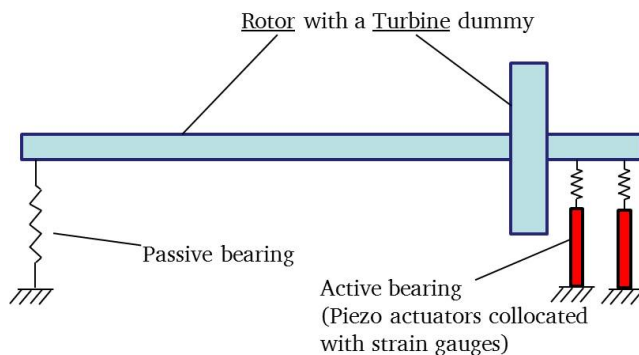 Rotor with a Turbine dummy
Passive bearing
Active bearing
(Piezo actuators collocated
with strain gauges)